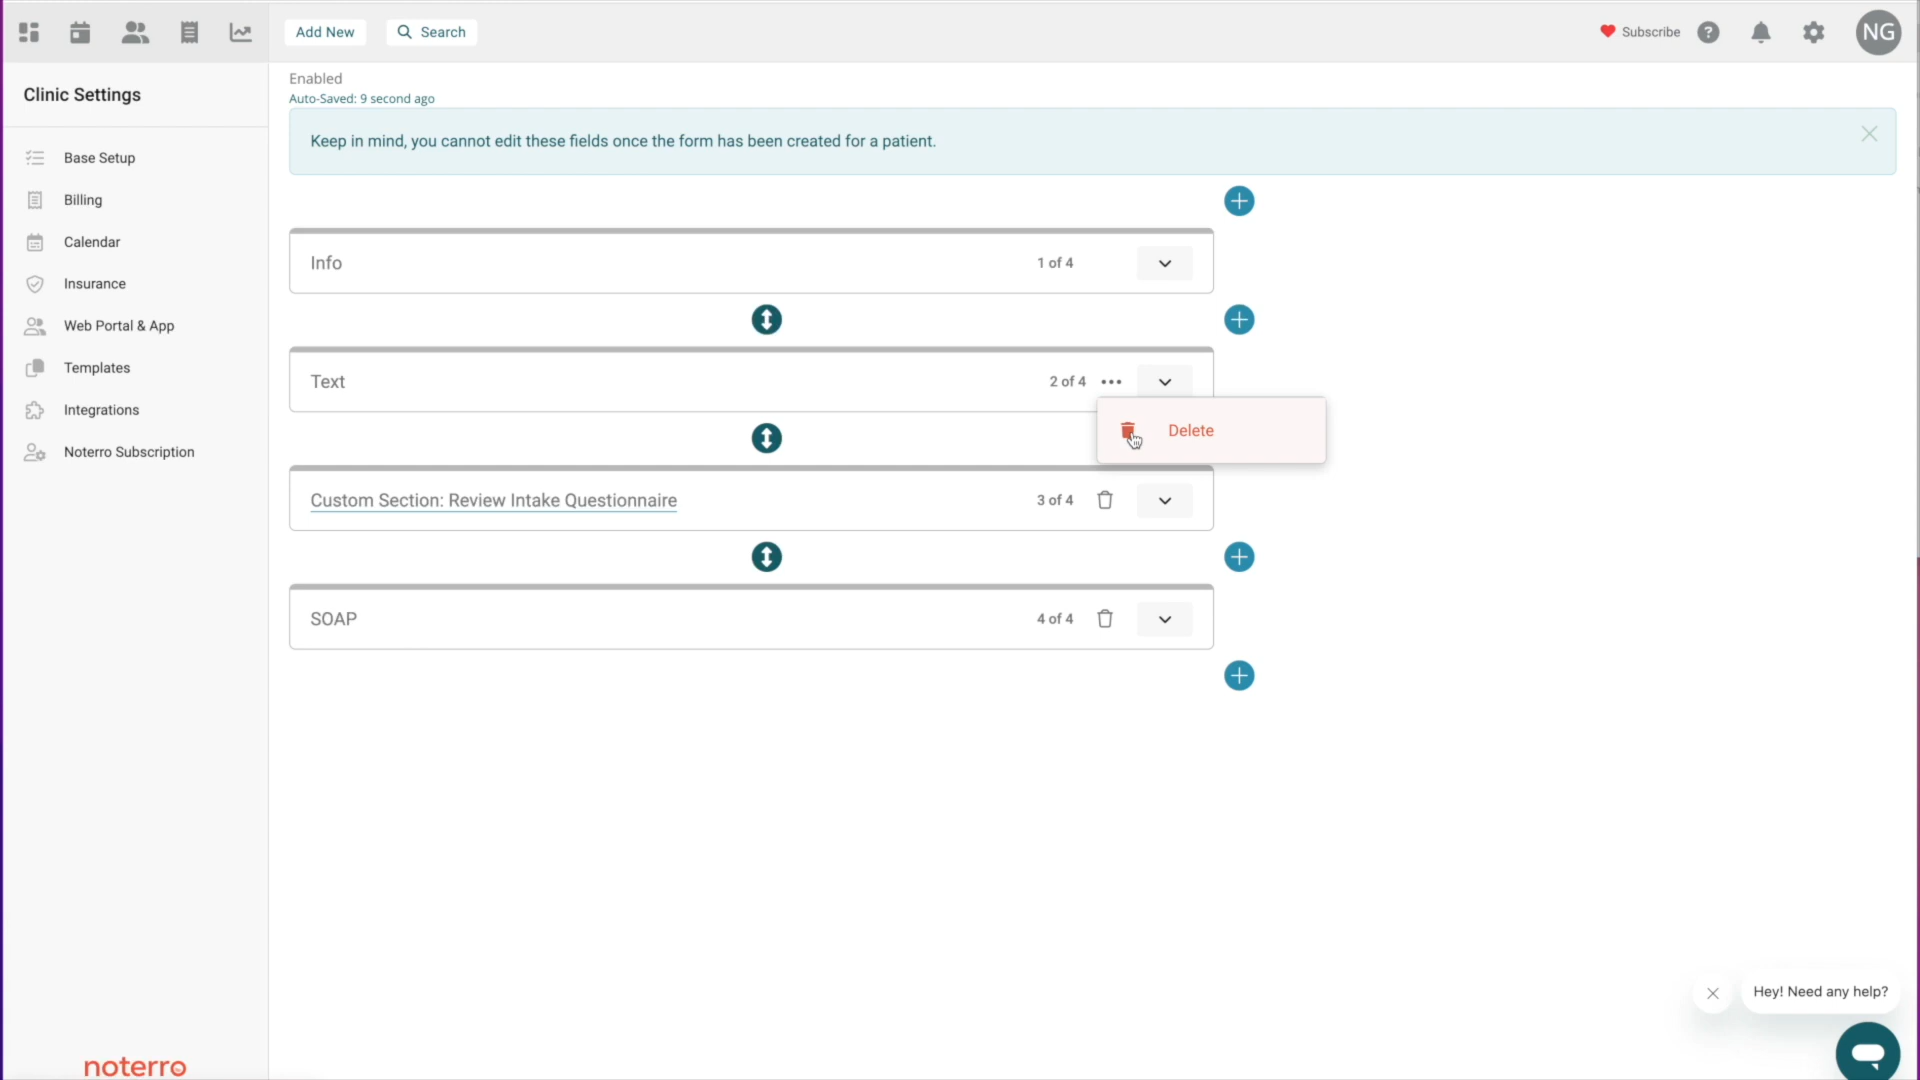 Add New
Search
Subscribe
?
NG
Clinic Settings
Base Setup
Billing
Calendar
Insurance
Web Portal & App
Templates
Integrations
Noterro Subscription
noterro
Enabled
Auto-Saved: 9 second ago
Keep in mind, you cannot edit these fields once the form has been created for a patient.
Info
1 of 4
Text
2 of 4
Delete
Custom Section: Review Intake Questionnaire
3 of 4
SOAP
4 of 4
Hey! Need any help?